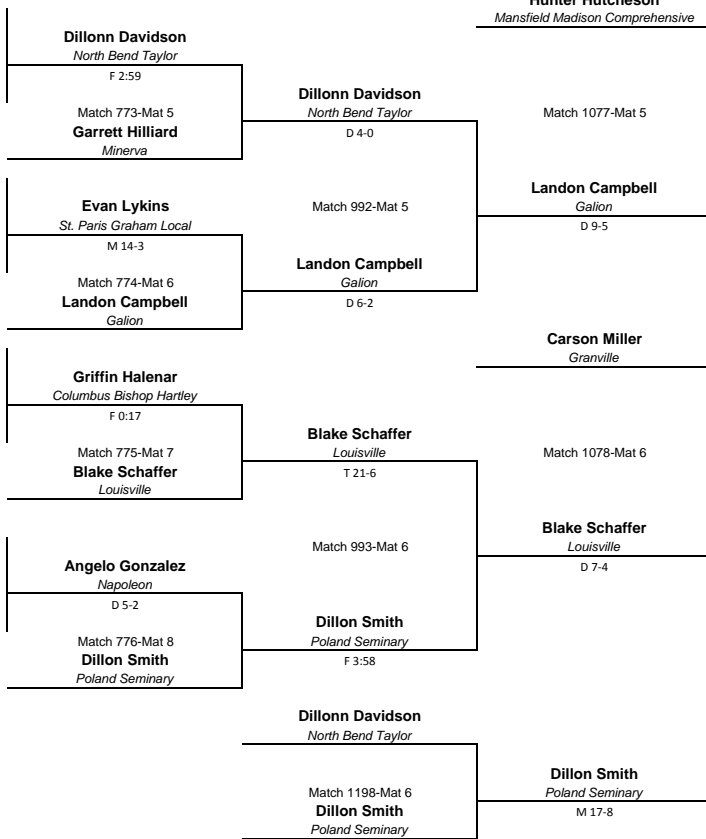 Hunter Hutcheson
Mansfield Madison Comprehensive
Dillonn Davidson
North Bend Taylor
F 2:59
Match 773-Mat 5
Garrett Hilliard
Minerva
Dillonn Davidson
North Bend Taylor
D 4-0
Match 1077-Mat 5
Evan Lykins
St. Paris Graham Local
M 14-3
Match 774-Mat 6
Landon Campbell
Galion
Match 992-Mat 5
Landon Campbell
Galion
D 6-2
Landon Campbell
Galion
D 9-5
Carson Miller
Granville
Griffin Halenar
Columbus Bishop Hartley
F 0:17
Match 775-Mat 7
Blake Schaffer
Louisville
Blake Schaffer
Louisville
T 21-6
Match 1078-Mat 6
Angelo Gonzalez
Napoleon
D 5-2
Match 776-Mat 8
Dillon Smith
Poland Seminary
Match 993-Mat 6
Dillon Smith
Poland Seminary
F 3:58
Blake Schaffer
Louisville
D 7-4
Dillonn Davidson
North Bend Taylor
Match 1198-Mat 6
Dillon Smith
Poland Seminary
Dillon Smith
Poland Seminary
M 17-8